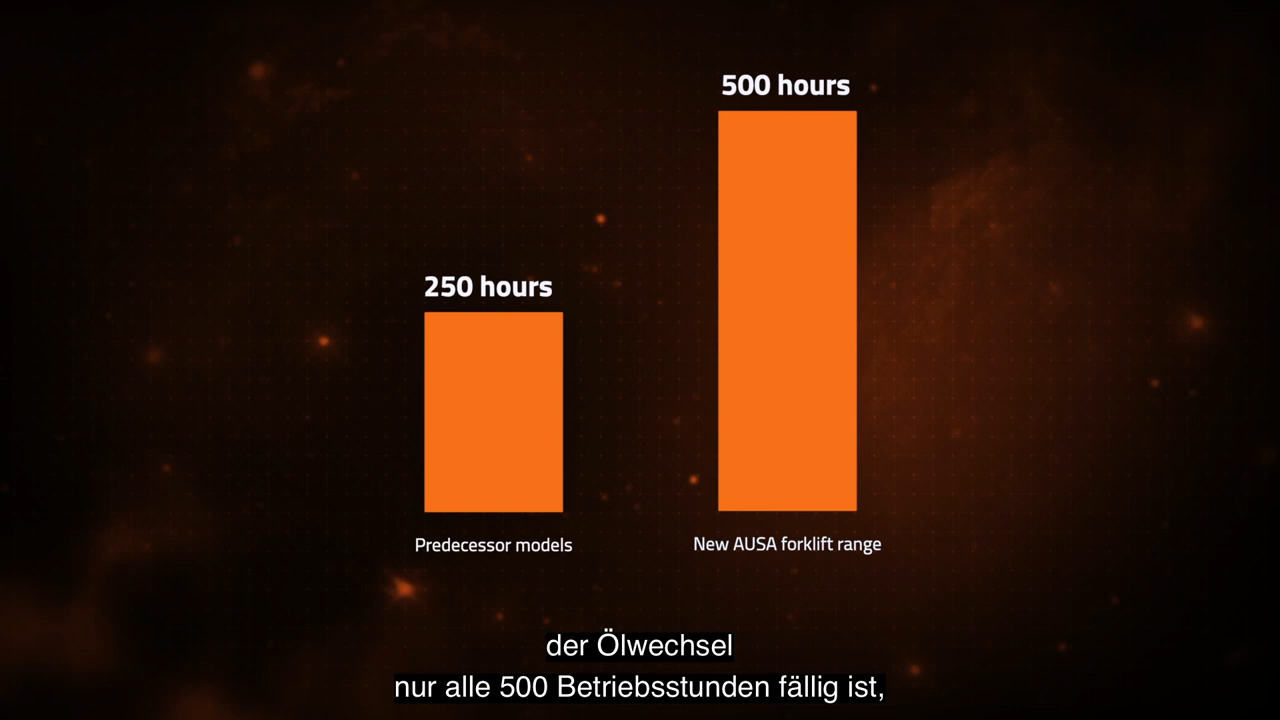 500 hours
250 hours
Predecessor models
New AUSA forklift range
der Ölwechsel
nur alle 500 Betriebsstunden fällig ist,